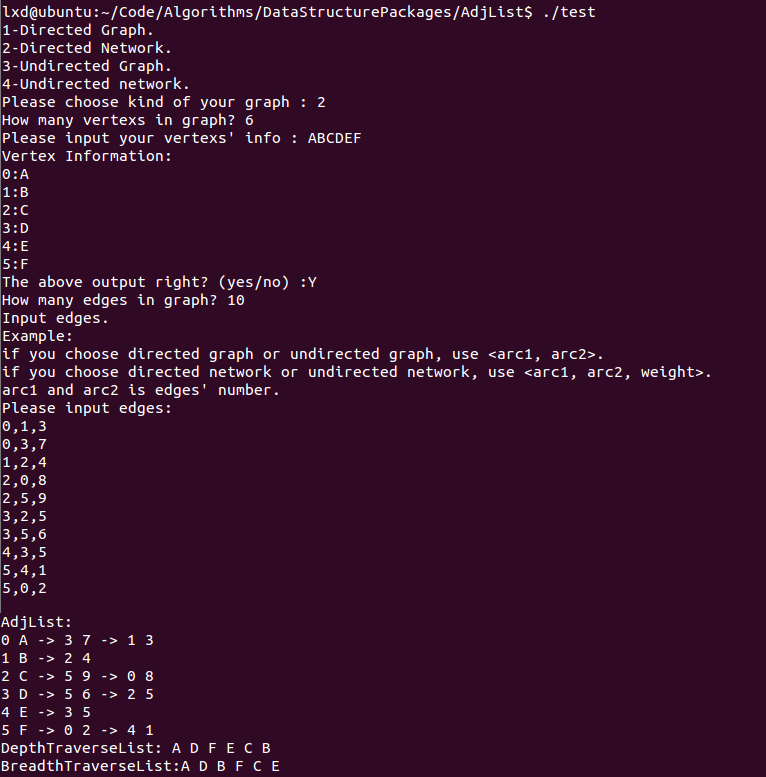 lxd@ubuntu:~/Code/Algorithms/DataStructurePackages/AdjList$ ./test
1-Directed Graph.
2-Directed Network.
3-Undirected Graph.
4-Undirected network.
Please choose kind of your graph : 2
How many vertexs in graph? 6
Please input your vertexs' info : ABCDEF
Vertex Information:
0:A
1:B
2:C
3:D
4:E
5:F
The above output right? (yes/no) :Y
How many edges in graph? 10
Input edges.
Example:
if you choose directed graph or undirected graph, use <arc1, arc2>.
if you choose directed network or undirected network, use <arc1, arc2, weight>.
arc1 and arc2 is edges' number.
Please input edges:
0,1,3
0,3,7
1,2,4
2,0,8
2,5,9
3,2,5
3,5,6
4,3,5
5,4,1
5,0,2
AdjList:
0 A -> 3 7 -> 1 3
1 B -> 2 4
2 C -> 5 9 -> 0 8
3 D -> 5 6 -> 2 5
4 E -> 3 5
5 F -> 0 2 -> 4 1
DepthTraverseList: A D F E C B
BreadthTraverseList:A D B F C E